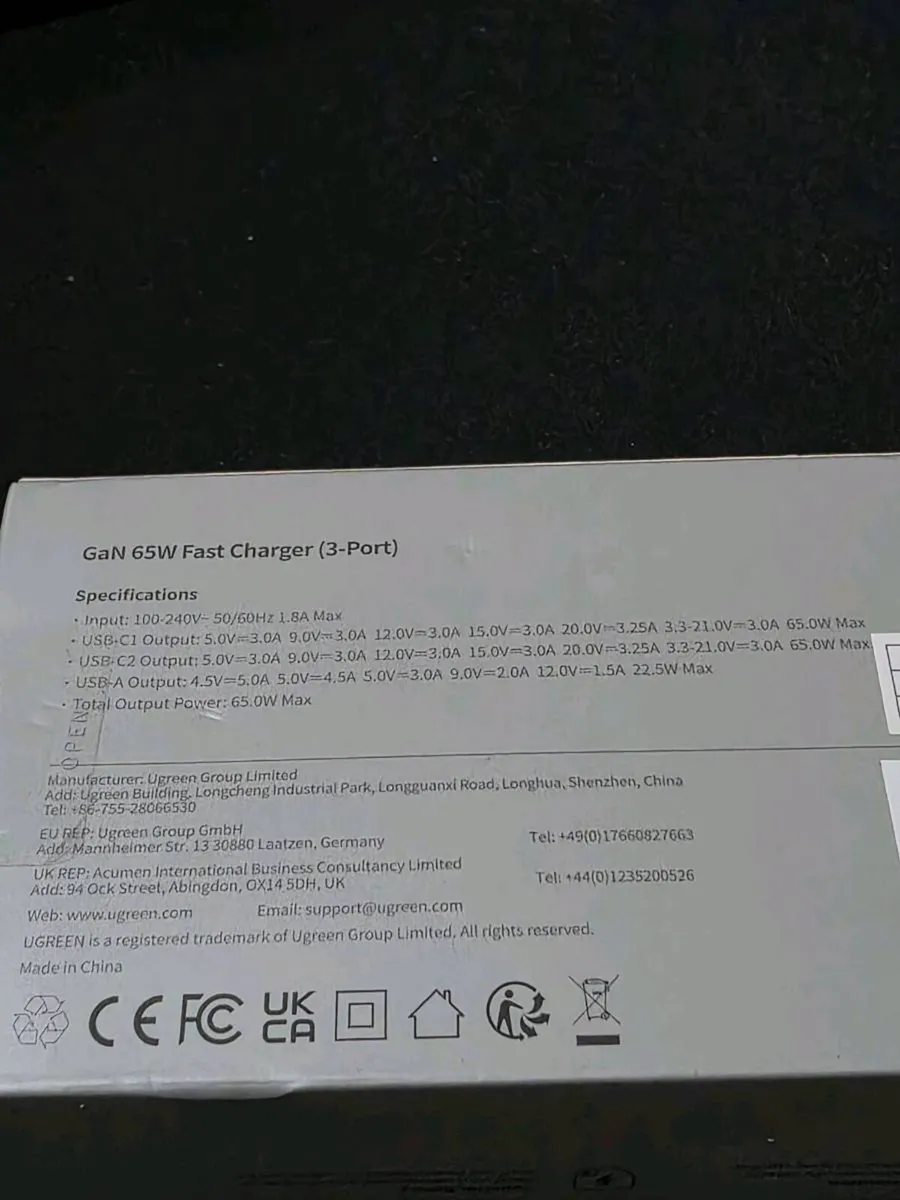 GaN 65W Fast Charger (3-Port)
Specifications
· Input: 100-240V~ 50/60Hz 1.8A Max
· USB-C1 Output: 5.0V⎓3.0A 9.0V⎓3.0A 12.0V⎓3.0A 15.0V⎓3.0A 20.0V⎓3.25A 3.3-21.0V⎓3.0A 65.0W Max
· USB-C2 Output: 5.0V⎓3.0A 9.0V⎓3.0A 12.0V⎓3.0A 15.0V⎓3.0A 20.0V⎓3.25A 3.3-21.0V⎓3.0A 65.0W Max
· USB-A Output: 4.5V⎓5.0A 5.0V⎓4.5A 5.0V⎓3.0A 9.0V⎓2.0A 12.0V⎓1.5A 22.5W Max
· Total Output Power: 65.0W Max
OPEN
Manufacturer: Ugreen Group Limited
Add: Ugreen Building, Longcheng Industrial Park, Longguanxi Road, Longhua, Shenzhen, China
Tel: +86-755-28066530
EU REP: Ugreen Group GmbH
Add: Mannheimer Str. 13 30880 Laatzen, Germany
Tel: +49(0)17660827663
UK REP: Acumen International Business Consultancy Limited
Add: 94 Ock Street, Abingdon, OX14 5DH, UK
Tel: +44(0)1235200526
Web: www.ugreen.com
Email: support@ugreen.com
UGREEN is a registered trademark of Ugreen Group Limited. All rights reserved.
Made in China
CE FC UK
CA